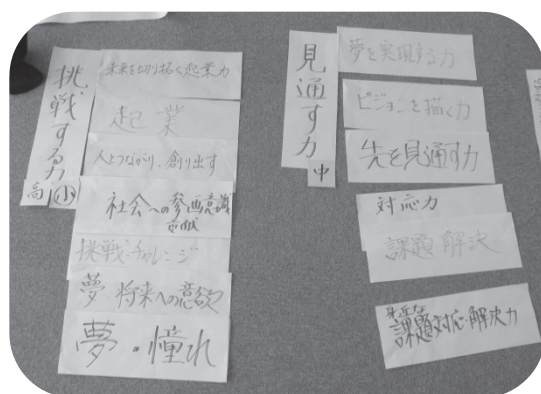 挑戦する力
高 小
未来を切り拓く起業力
起業
人とつながり、創り出す
社会への参画意識
貢献
挑戦・チャレンジ
夢 将来への意欲
夢・憧れ
見通す力
中
夢を実現する力
ビジョンを描く力
先を見通す力
対応力
課題解決
身近な
課題対応・解決力